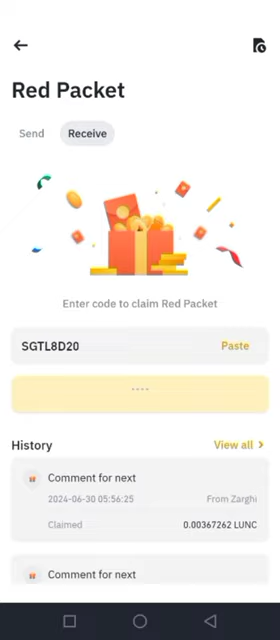 Red Packet
Send Receive
Enter code to claim Red Packet
SGTL8D20 Paste
History View all
Comment for next
2024-06-30 05:56:25 From Zarghi
Claimed 0.00367262 LUNC
Comment for next